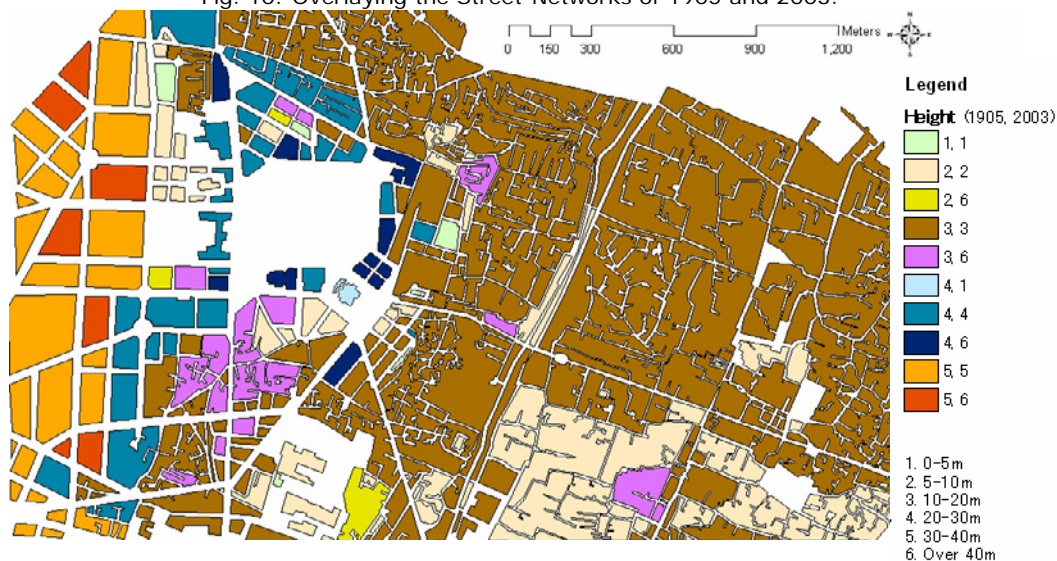 Fig. 10. Overlaying the Street Networks of 1905 and 2003.
0 150 300 600 900 1,200 Meters
Legend
Height (1905, 2003)
1, 1
2, 2
2, 6
3, 3
3, 6
4, 1
4, 4
4, 6
5, 5
5, 6
1. 0-5m
2. 5-10m
3. 10-20m
4. 20-30m
5. 30-40m
6. Over 40m